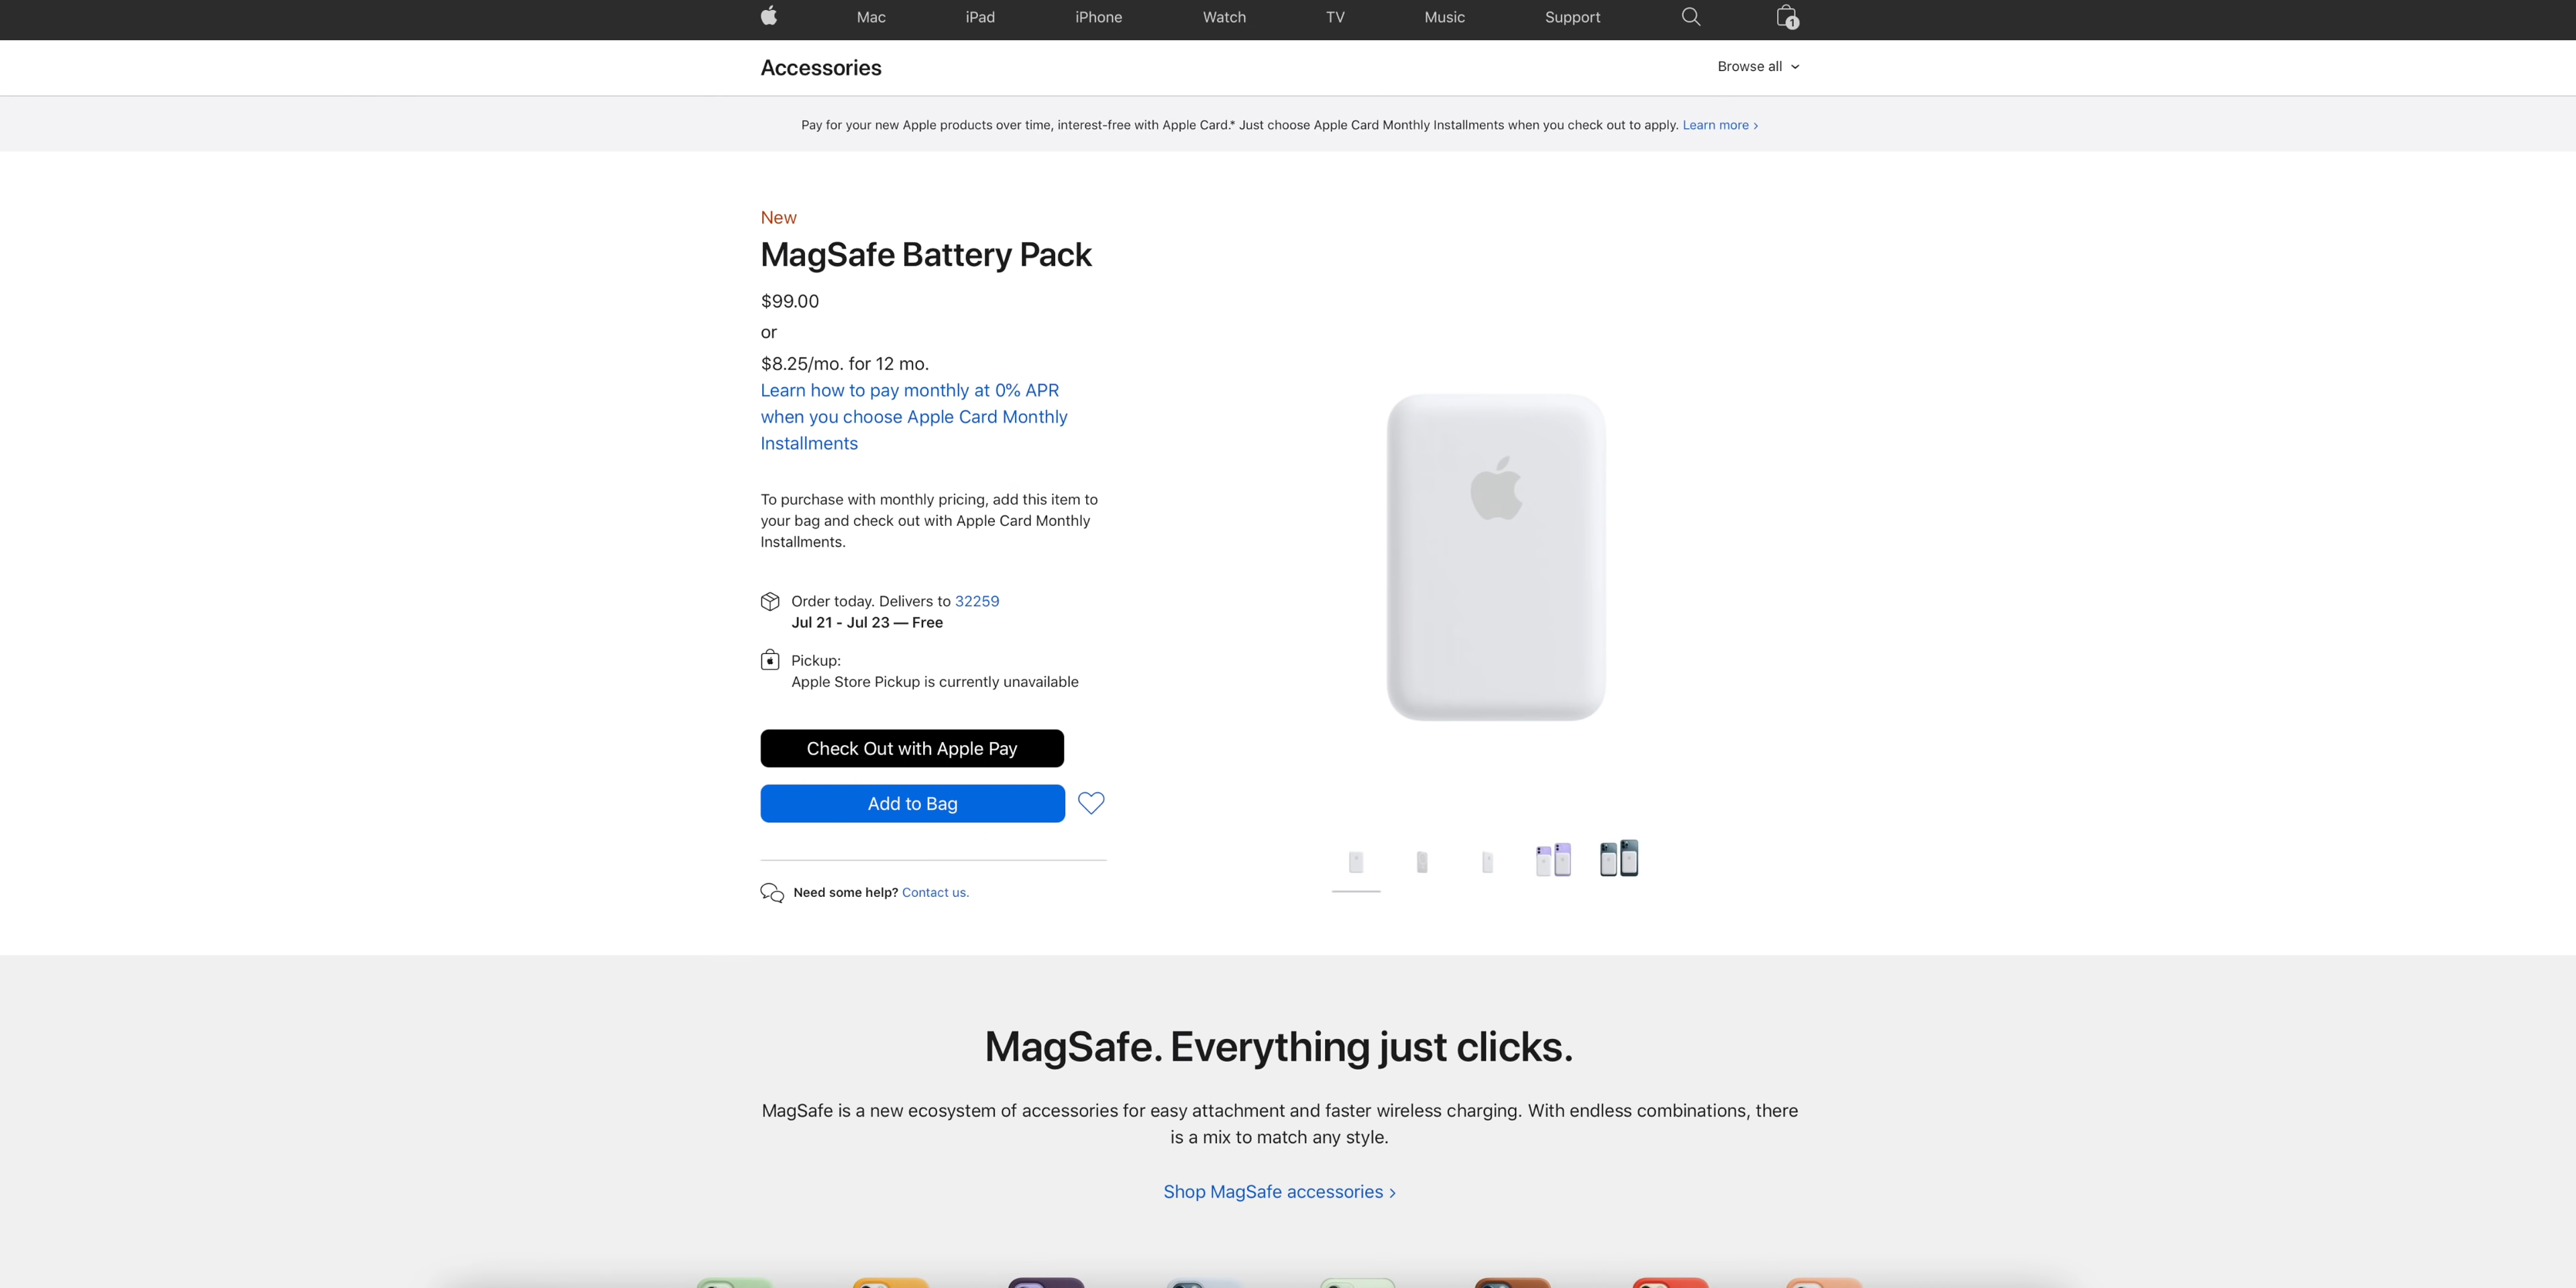 Mac iPad iPhone Watch TV Music Support 1
Accessories
Browse all
Pay for your new Apple products over time, interest-free with Apple Card.* Just choose Apple Card Monthly Installments when you check out to apply. Learn more >
New
MagSafe Battery Pack
$99.00
or
$8.25/mo. for 12 mo.
Learn how to pay monthly at 0% APR
when you choose Apple Card Monthly
Installments
To purchase with monthly pricing, add this item to
your bag and check out with Apple Card Monthly
Installments.
Order today. Delivers to 32259
Jul 21 - Jul 23 — Free
Pickup:
Apple Store Pickup is currently unavailable
Check Out with Apple Pay
Add to Bag
Need some help? Contact us.
MagSafe. Everything just clicks.
MagSafe is a new ecosystem of accessories for easy attachment and faster wireless charging. With endless combinations, there
is a mix to match any style.
Shop MagSafe accessories >